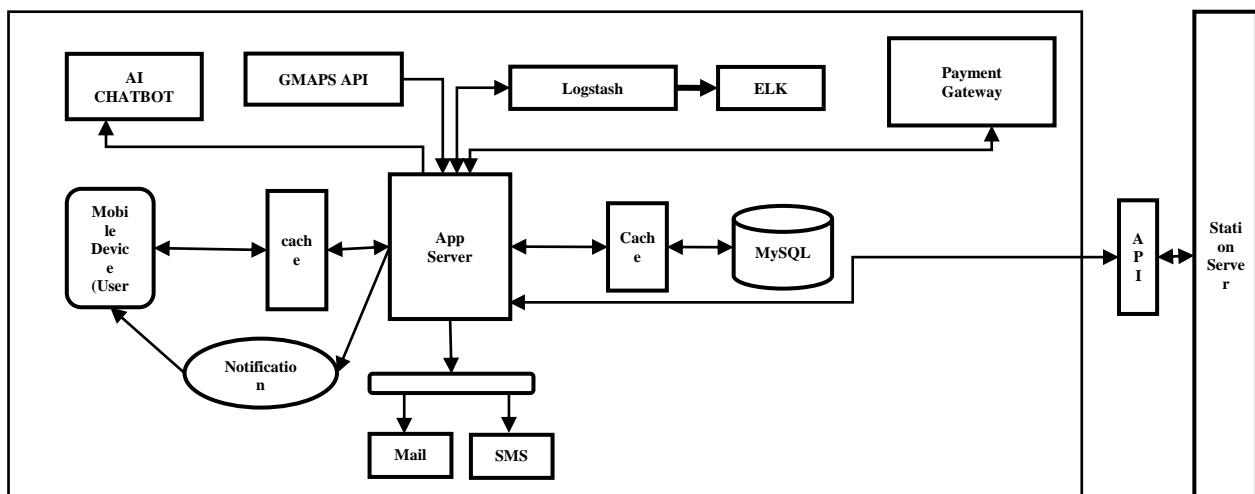 AI
CHATBOT
GMAPS API
Logstash
ELK
Payment
Gateway
Mobi
le
Devic
e
(User
cach
e
App
Server
Cach
e
MySQL
A
P
I
Stati
on
Serve
r
Notificatio
n
Mail
SMS